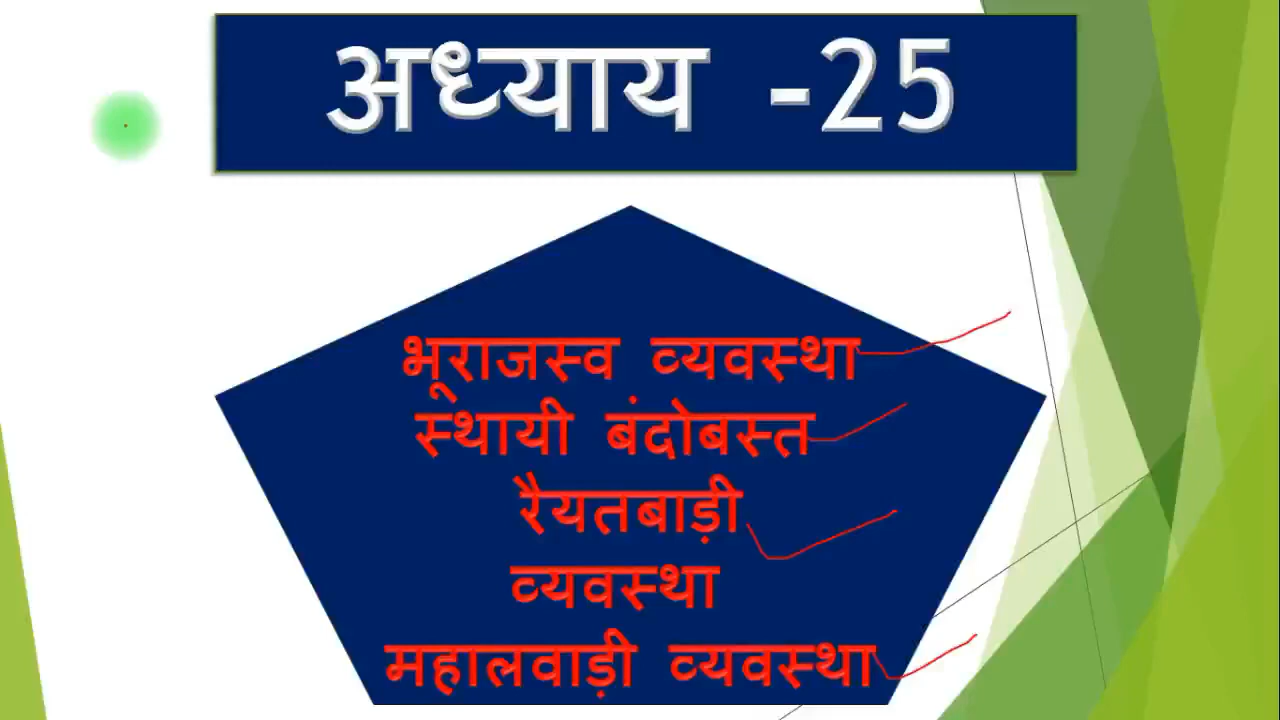 अध्याय -25
भूराजस्व व्यवस्था
स्थायी बंदोबस्त
रैयतबाड़ी
व्यवस्था
महालवाड़ी व्यवस्था